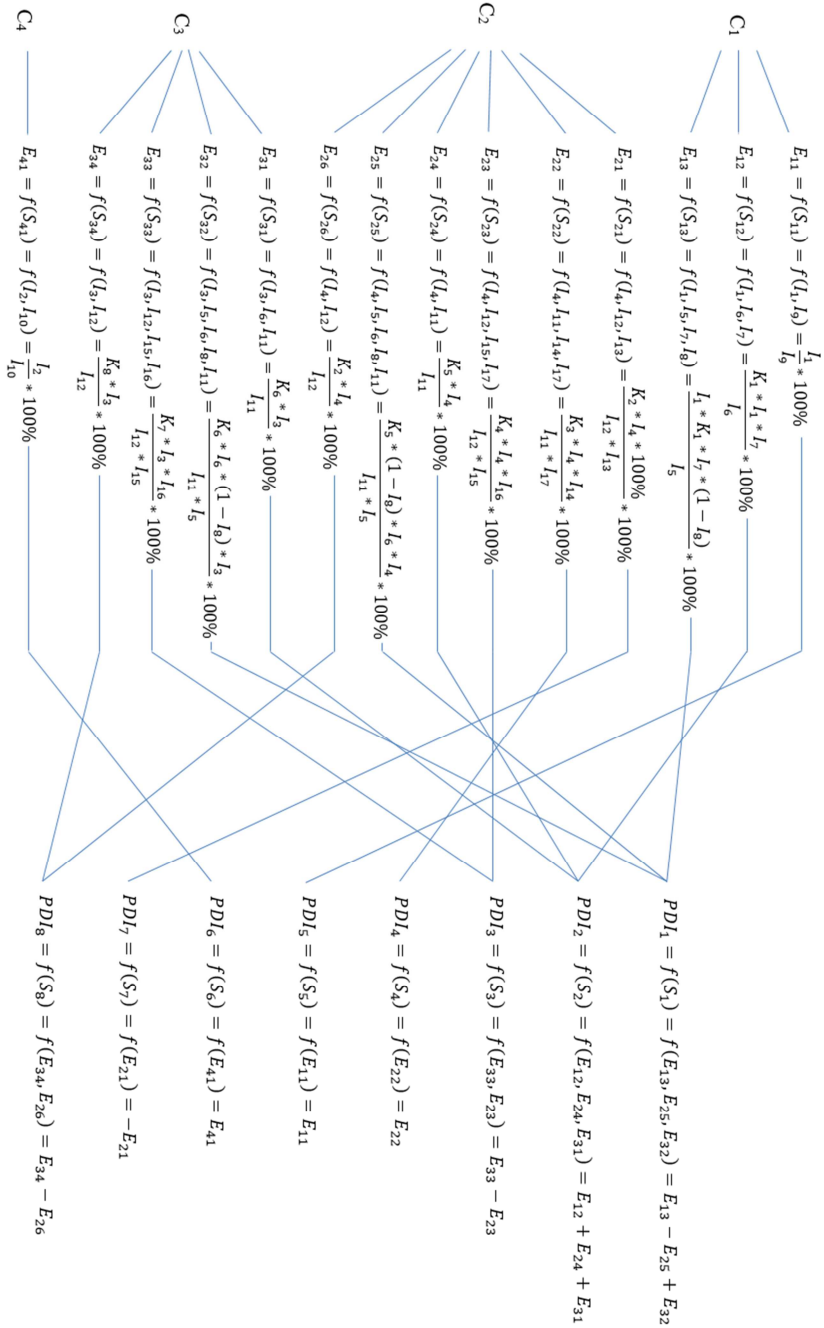 C₁
C₂
C₃
C₄
E₁₁ = f(S₁₁) = f(I₁, I₉) = I₁/I₉ * 100%
E₁₂ = f(S₁₂) = f(I₁, I₆, I₇) = K₁ * I₁ * I₇/I₆ * 100%
E₁₃ = f(S₁₃) = f(I₁, I₅, I₇, I₈) = I₁ * K₁ * I₇ * (1 − I₈)/I₅ * 100%
E₂₁ = f(S₂₁) = f(I₄, I₁₂, I₁₃) = K₂ * I₄ * 100%/I₁₂ * I₁₃
E₂₂ = f(S₂₂) = f(I₄, I₁₁, I₁₄, I₁₇) = K₃ * I₄ * I₁₄/I₁₁ * I₁₇ * 100%
E₂₃ = f(S₂₃) = f(I₄, I₁₂, I₁₅, I₁₇) = K₄ * I₄ * I₁₆/I₁₂ * I₁₅ * 100%
E₂₄ = f(S₂₄) = f(I₄, I₁₁) = K₅ * I₄/I₁₁ * 100%
E₂₅ = f(S₂₅) = f(I₄, I₅, I₆, I₈, I₁₁) = K₅ * (1 − I₈) * I₆ * I₄/I₁₁ * I₅ * 100%
E₂₆ = f(S₂₆) = f(I₄, I₁₂) = K₂ * I₄/I₁₂ * 100%
E₃₁ = f(S₃₁) = f(I₃, I₆, I₁₁) = K₆ * I₃/I₁₁ * 100%
E₃₂ = f(S₃₂) = f(I₃, I₅, I₆, I₈, I₁₁) = K₆ * I₆ * (1 − I₈) * I₃/I₁₁ * I₅ * 100%
E₃₃ = f(S₃₃) = f(I₃, I₁₂, I₁₅, I₁₆) = K₇ * I₃ * I₁₆/I₁₂ * I₁₅ * 100%
E₃₄ = f(S₃₄) = f(I₃, I₁₂) = K₈ * I₃/I₁₂ * 100%
E₄₁ = f(S₄₁) = f(I₂, I₁₀) = I₂/I₁₀ * 100%
PDI₁ = f(S₁) = f(E₁₃, E₂₅, E₃₂) = E₁₃ − E₂₅ + E₃₂
PDI₂ = f(S₂) = f(E₁₂, E₂₄, E₃₁) = E₁₂ + E₂₄ + E₃₁
PDI₃ = f(S₃) = f(E₃₃, E₂₃) = E₃₃ − E₂₃
PDI₄ = f(S₄) = f(E₂₂) = E₂₂
PDI₅ = f(S₅) = f(E₁₁) = E₁₁
PDI₆ = f(S₆) = f(E₄₁) = E₄₁
PDI₇ = f(S₇) = f(E₂₁) = −E₂₁
PDI₈ = f(S₈) = f(E₃₄, E₂₆) = E₃₄ − E₂₆